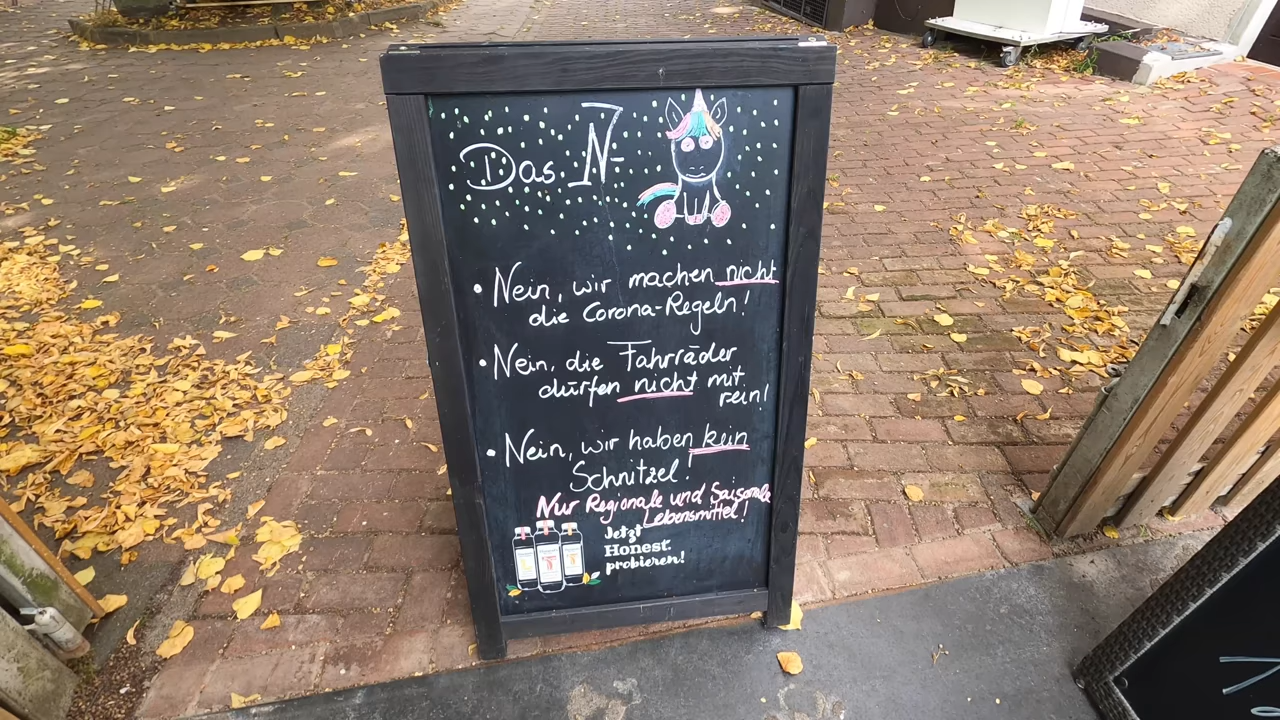 Das N
• Nein, wir machen nicht
die Corona-Regeln!
• Nein, die Fahrräder
dürfen nicht mit
rein!
• Nein, wir haben kein
Schnitzel!
Nur Regionale und Saisonale
Lebensmittel!
Jetzt
Honest.
probieren!